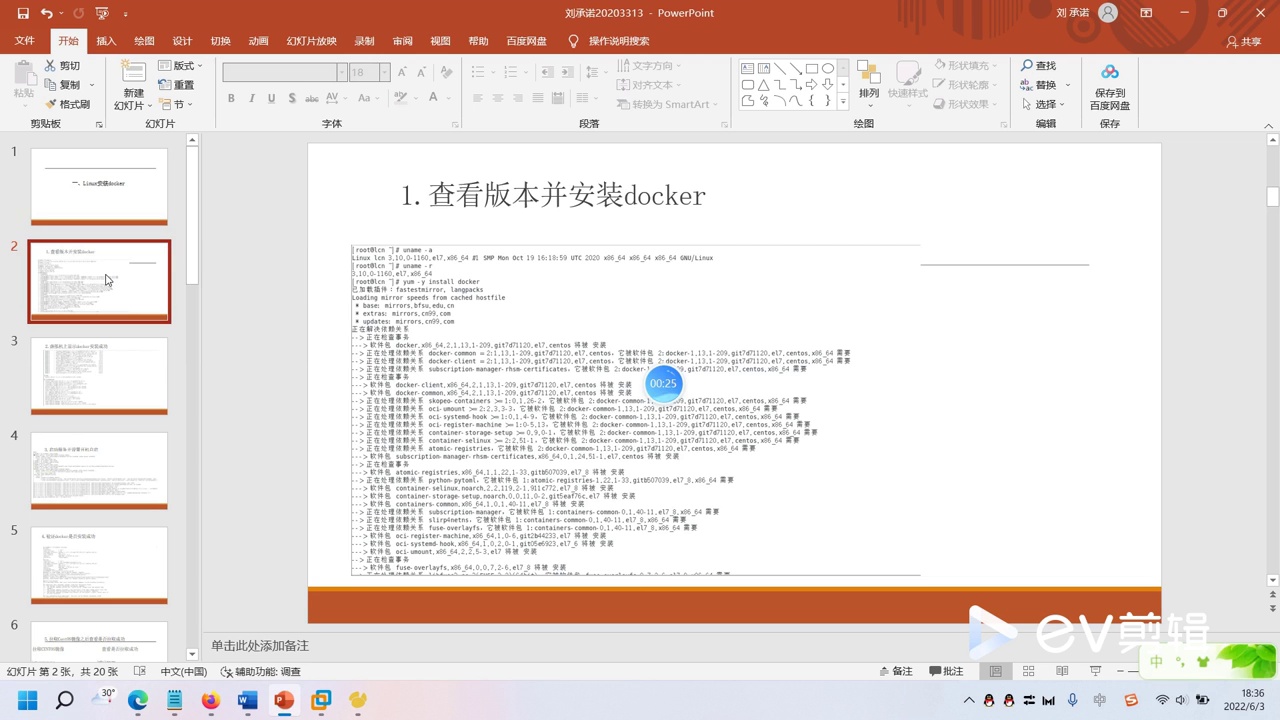 刘承诺20203313 - PowerPoint
刘 承诺
文件 开始 插入 绘图 设计 切换 动画 幻灯片放映 录制 审阅 视图 帮助 百度网盘 操作说明搜索 共享
粘贴 剪切 复制 格式刷
新建 幻灯片 版式 重置 节
18
文字方向 对齐文本 转换为 SmartArt
排列 快速样式 形状填充 形状轮廓 形状效果
查找 替换 选择
保存到 百度网盘
剪贴板 幻灯片 字体 段落 绘图 编辑 保存
1
一、Linux安装docker
2
1.查看版本并安装docker
3
4
5
6
1. 查看版本并安装docker
[root@lcn ~]# uname -a
Linux lcn 3.10.0-1160.el7.x86_64 #1 SMP Mon Oct 19 16:18:59 UTC 2020 x86_64 x86_64 x86_64 GNU/Linux
[root@lcn ~]# uname -r
3.10.0-1160.el7.x86_64
[root@lcn ~]# yum -y install docker
已加载插件：fastestmirror, langpacks
Loading mirror speeds from cached hostfile
* base: mirrors.bfsu.edu.cn
* extras: mirrors.cn99.com
* updates: mirrors.cn99.com
正在解决依赖关系
--> 正在检查事务
---> 软件包 docker.x86_64.2.1.13.1-209.git7d71120.el7.centos 将被 安装
--> 正在处理依赖关系 docker-common = 2:1.13.1-209.git7d71120.el7.centos，它被软件包 2:docker-1.13.1-209.git7d71120.el7.centos.x86_64 需要
--> 正在处理依赖关系 docker-client = 2:1.13.1-209.git7d71120.el7.centos，它被软件包 2:docker-1.13.1-209.git7d71120.el7.centos.x86_64 需要
--> 正在处理依赖关系 subscription-manager-rhsm-certificates，它被软件包 2:docker-1 git7d71120.el7.centos.x86_64 需要
--> 正在检查事务
---> 软件包 docker-client.x86_64.2.1.13.1-209.git7d71120.el7.centos 将被 安装
---> 软件包 docker-common.x86_64.2.1.13.1-209.git7d71120.el7.centos 将被 安装
--> 正在处理依赖关系 skopeo-containers >= 1:0.1.26-2，它被软件包 2:docker-common-1.13.1-209.git7d71120.el7.centos.x86_64 需要
--> 正在处理依赖关系 oci-umount >= 2:2.3.3-3，它被软件包 2:docker-common-1.13.1-209.git7d71120.el7.centos.x86_64 需要
--> 正在处理依赖关系 oci-systemd-hook >= 1:0.1.4-9，它被软件包 2:docker-common-1.13.1-209.git7d71120.el7.centos.x86_64 需要
--> 正在处理依赖关系 oci-register-machine >= 1:0-5.13，它被软件包 2:docker-common-1.13.1-209.git7d71120.el7.centos.x86_64 需要
--> 正在处理依赖关系 container-storage-setup >= 0.9.0-1，它被软件包 2:docker-common-1.13.1-209.git7d71120.el7.centos.x86_64 需要
--> 正在处理依赖关系 container-selinux >= 2:2.51-1，它被软件包 2:docker-common-1.13.1-209.git7d71120.el7.centos.x86_64 需要
--> 正在处理依赖关系 atomic-registries，它被软件包 2:docker-common-1.13.1-209.git7d71120.el7.centos.x86_64 需要
---> 软件包 subscription-manager-rhsm-certificates.x86_64.0.1.24.51-1.el7.centos 将被 安装
--> 正在检查事务
---> 软件包 atomic-registries.x86_64.1.1.22.1-33.gitb507039.el7_8 将被 安装
--> 正在处理依赖关系 python-pytoml，它被软件包 1:atomic-registries-1.22.1-33.gitb507039.el7_8.x86_64 需要
---> 软件包 container-selinux.noarch.2.2.119.2-1.911c772.el7_8 将被 安装
---> 软件包 container-storage-setup.noarch.0.0.11.0-2.git5eaf76c.el7 将被 安装
---> 软件包 containers-common.x86_64.1.0.1.40-11.el7_8 将被 安装
--> 正在处理依赖关系 subscription-manager，它被软件包 1:containers-common-0.1.40-11.el7_8.x86_64 需要
--> 正在处理依赖关系 slirp4netns，它被软件包 1:containers-common-0.1.40-11.el7_8.x86_64 需要
--> 正在处理依赖关系 fuse-overlayfs，它被软件包 1:containers-common-0.1.40-11.el7_8.x86_64 需要
---> 软件包 oci-register-machine.x86_64.1.0-6.git2b44233.el7 将被 安装
---> 软件包 oci-systemd-hook.x86_64.1.0.2.0-1.git05e6923.el7_6 将被 安装
---> 软件包 oci-umount.x86_64.2.2.5-3.el7 将被 安装
--> 正在检查事务
---> 软件包 fuse-overlayfs.x86_64.0.0.7.2-6.el7_8 将被 安装
00:25
单击此处添加备注
EV剪辑
中
幻灯片 第 2 张，共 20 张 中文(中国) 辅助功能: 调查 备注 批注
30°
中
18:36
2022/6/3